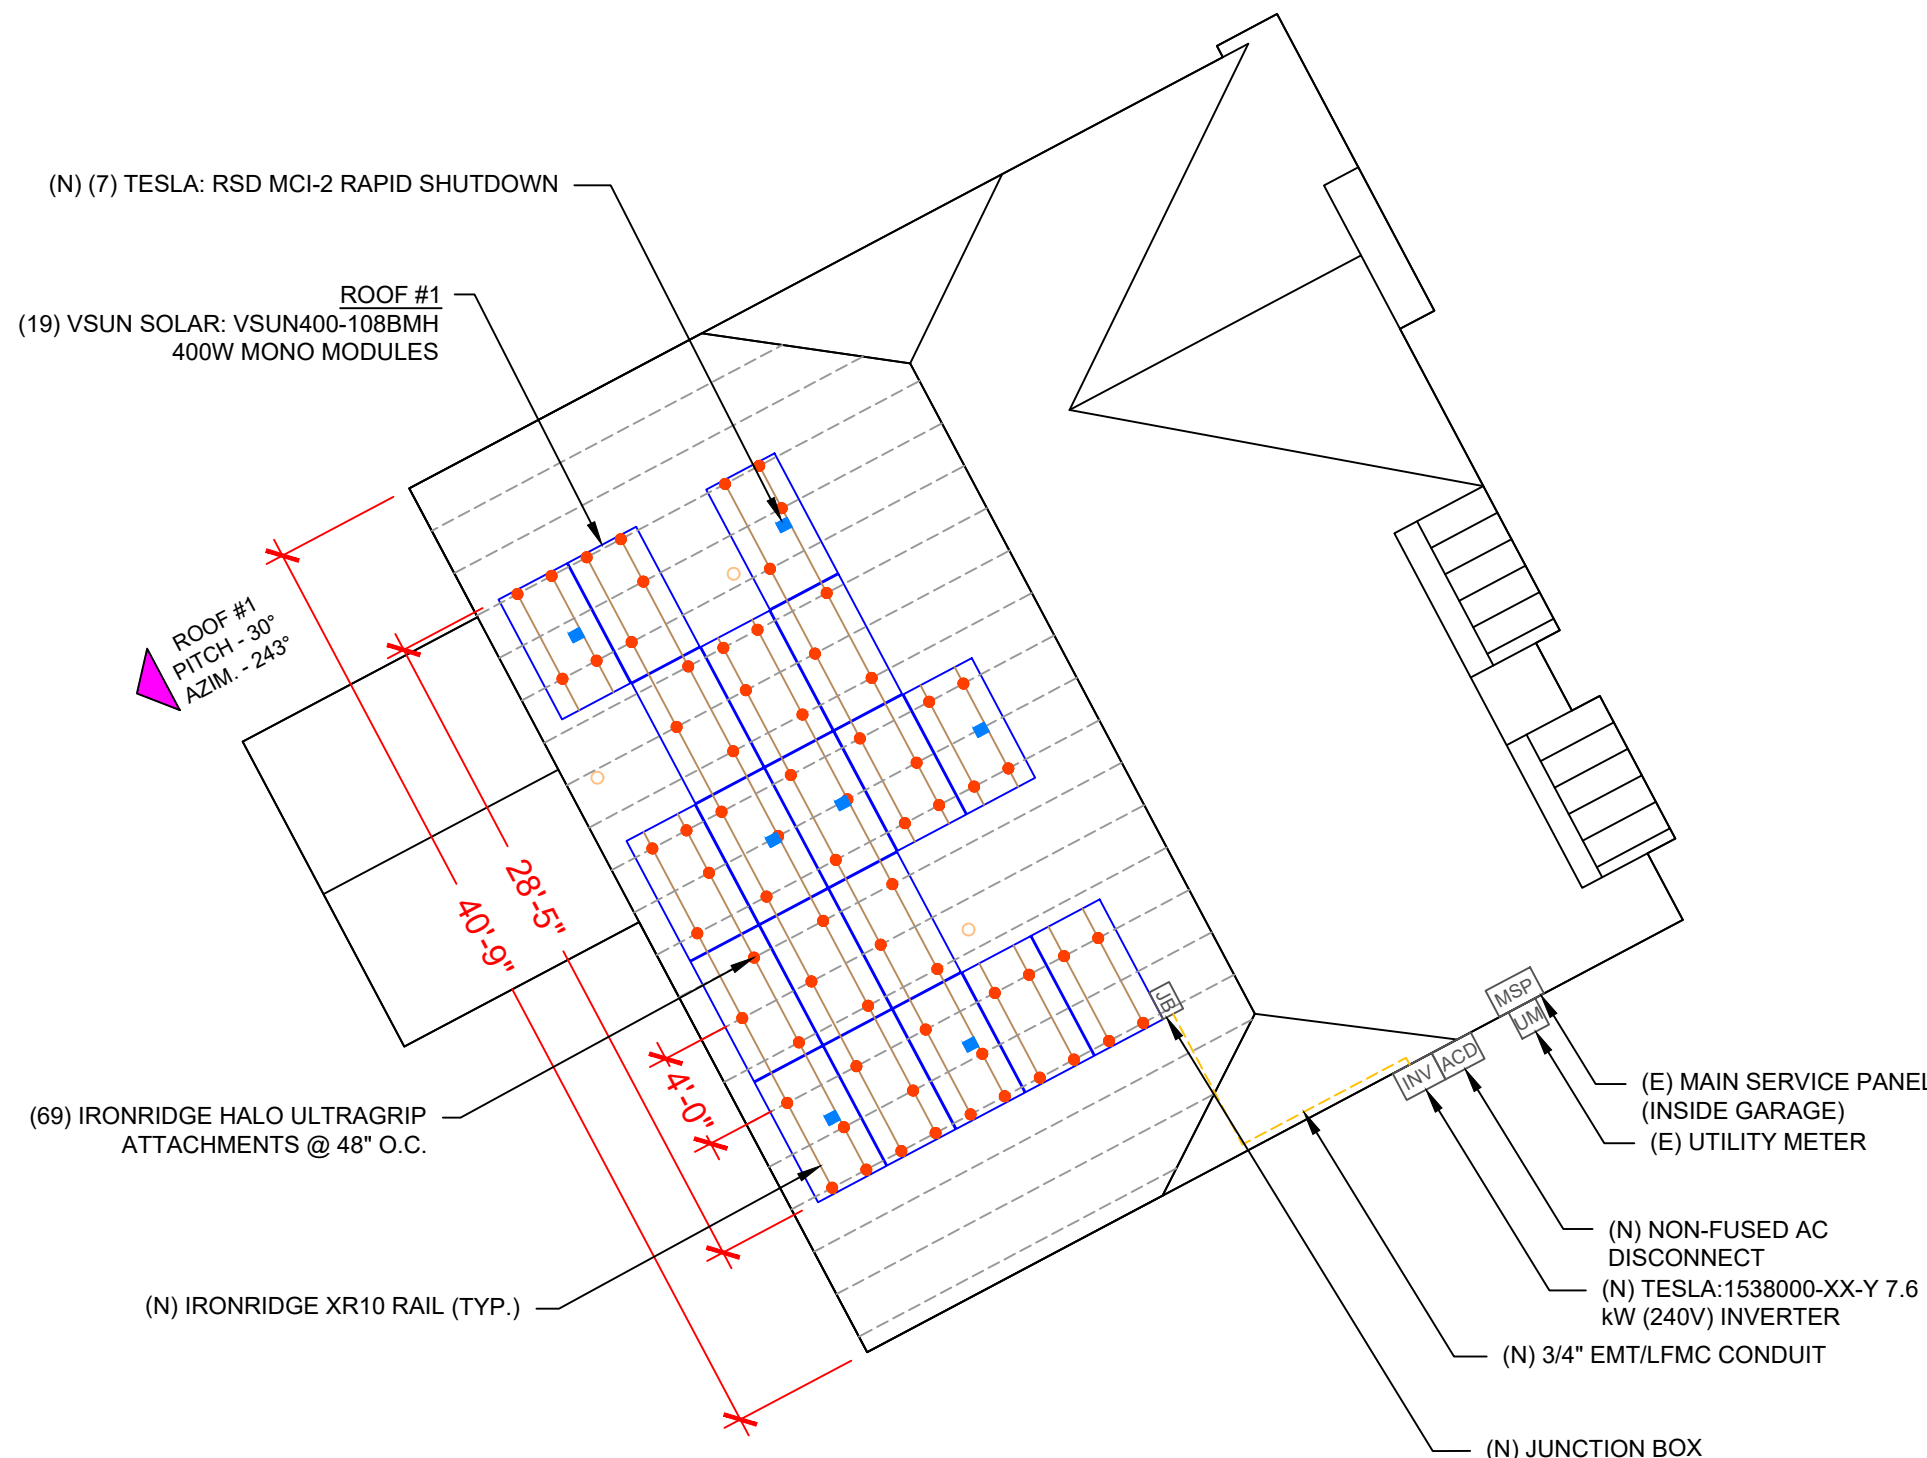 (N) (7) TESLA: RSD MCI-2 RAPID SHUTDOWN
ROOF #1
(19) VSUN SOLAR: VSUN400-108BMH
400W MONO MODULES
ROOF #1
PITCH - 30°
AZIM. - 243°
28'-5"
40'-9"
4'-0"
(69) IRONRIDGE HALO ULTRAGRIP
ATTACHMENTS @ 48" O.C.
(N) IRONRIDGE XR10 RAIL (TYP.)
JB
MSP
UM
ACD
INV
(E) MAIN SERVICE PANEL
(INSIDE GARAGE)
(E) UTILITY METER
(N) NON-FUSED AC
DISCONNECT
(N) TESLA:1538000-XX-Y 7.6
kW (240V) INVERTER
(N) 3/4" EMT/LFMC CONDUIT
(N) JUNCTION BOX